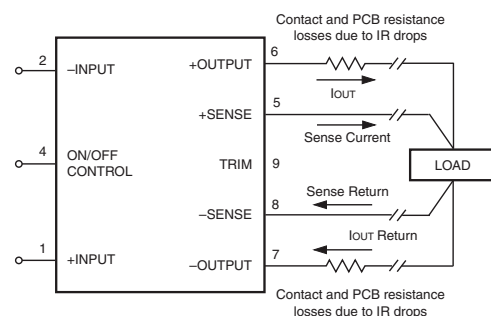 Contact and PCB resistance
losses due to IR drops
2
–INPUT
+OUTPUT
6
IOUT
+SENSE
5
Sense Current
4
ON/OFF
CONTROL
TRIM
9
LOAD
Sense Return
–SENSE
8
IOUT Return
1
+INPUT
–OUTPUT
7
Contact and PCB resistance
losses due to IR drops